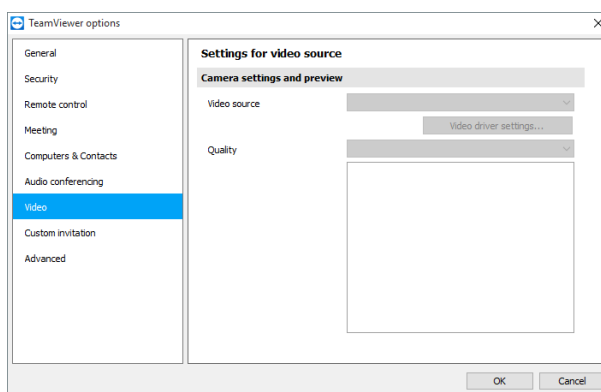 TeamViewer options
General
Security
Remote control
Meeting
Computers & Contacts
Audio conferencing
Video
Custom invitation
Advanced
Settings for video source
Camera settings and preview
Video source
Video driver settings...
Quality
OK
Cancel